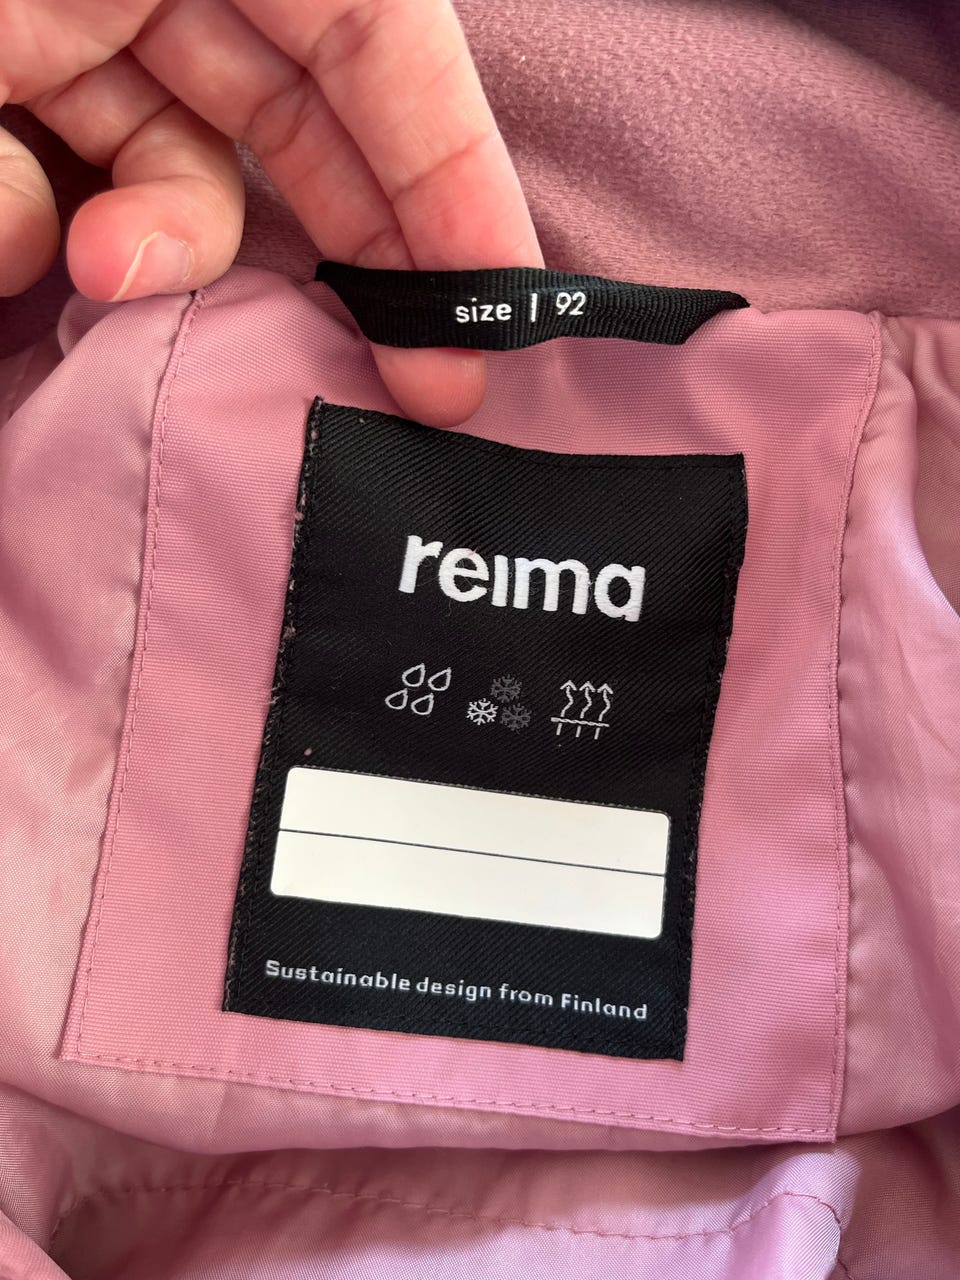 size | 92
reima
Sustainable design from Finland